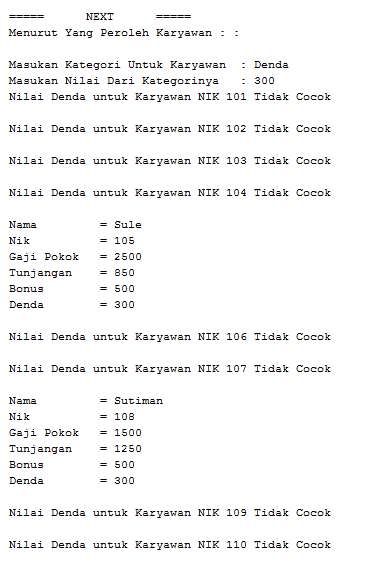 =====      NEXT      =====
Menurut Yang Peroleh Karyawan : :
Masukan Kategori Untuk Karyawan  : Denda
Masukan Nilai Dari Kategorinya   : 300
Nilai Denda untuk Karyawan NIK 101 Tidak Cocok
Nilai Denda untuk Karyawan NIK 102 Tidak Cocok
Nilai Denda untuk Karyawan NIK 103 Tidak Cocok
Nilai Denda untuk Karyawan NIK 104 Tidak Cocok
Nama         = Sule
Nik          = 105
Gaji Pokok   = 2500
Tunjangan    = 850
Bonus        = 500
Denda        = 300
Nilai Denda untuk Karyawan NIK 106 Tidak Cocok
Nilai Denda untuk Karyawan NIK 107 Tidak Cocok
Nama         = Sutiman
Nik          = 108
Gaji Pokok   = 1500
Tunjangan    = 1250
Bonus        = 500
Denda        = 300
Nilai Denda untuk Karyawan NIK 109 Tidak Cocok
Nilai Denda untuk Karyawan NIK 110 Tidak Cocok